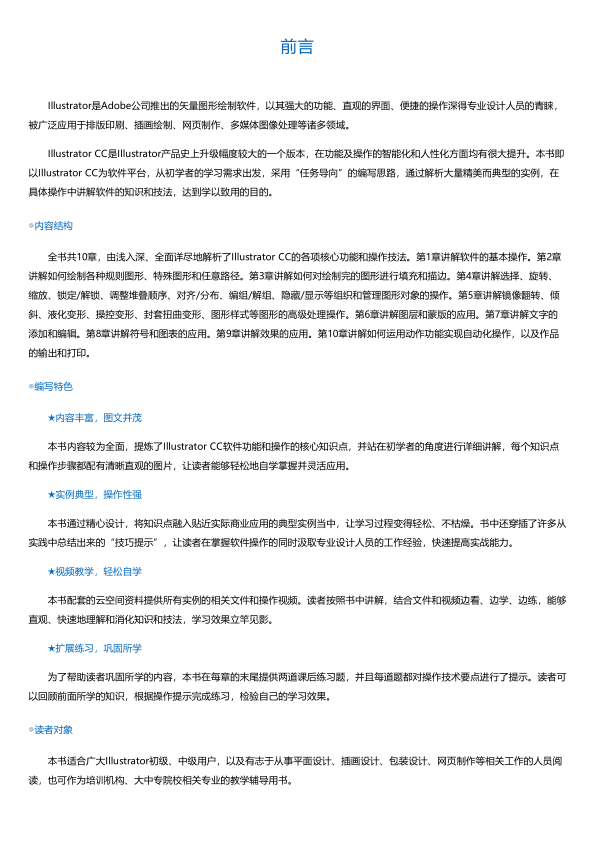 前言
Illustrator是Adobe公司推出的矢量图形绘制软件，以其强大的功能、直观的界面、便捷的操作深得专业设计人员的青睐，
被广泛应用于排版印刷、插画绘制、网页制作、多媒体图像处理等诸多领域。
Illustrator CC是Illustrator产品史上升级幅度较大的一个版本，在功能及操作的智能化和人性化方面均有很大提升。本书即
以Illustrator CC为软件平台，从初学者的学习需求出发，采用“任务导向”的编写思路，通过解析大量精美而典型的实例，在
具体操作中讲解软件的知识和技法，达到学以致用的目的。
◎内容结构
全书共10章，由浅入深、全面详尽地解析了Illustrator CC的各项核心功能和操作技法。第1章讲解软件的基本操作。第2章
讲解如何绘制各种规则图形、特殊图形和任意路径。第3章讲解如何对绘制完的图形进行填充和描边。第4章讲解选择、旋转、
缩放、锁定/解锁、调整堆叠顺序、对齐/分布、编组/解组、隐藏/显示等组织和管理图形对象的操作。第5章讲解镜像翻转、倾
斜、液化变形、操控变形、封套扭曲变形、图形样式等图形的高级处理操作。第6章讲解图层和蒙版的应用。第7章讲解文字的
添加和编辑。第8章讲解符号和图表的应用。第9章讲解效果的应用。第10章讲解如何运用动作功能实现自动化操作，以及作品
的输出和打印。
◎编写特色
★内容丰富，图文并茂
本书内容较为全面，提炼了Illustrator CC软件功能和操作的核心知识点，并站在初学者的角度进行详细讲解，每个知识点
和操作步骤都配有清晰直观的图片，让读者能够轻松地自学掌握并灵活应用。
★实例典型，操作性强
本书通过精心设计，将知识点融入贴近实际商业应用的典型实例当中，让学习过程变得轻松、不枯燥。书中还穿插了许多从
实践中总结出来的“技巧提示”，让读者在掌握软件操作的同时汲取专业设计人员的工作经验，快速提高实战能力。
★视频教学，轻松自学
本书配套的云空间资料提供所有实例的相关文件和操作视频。读者按照书中讲解，结合文件和视频边看、边学、边练，能够
直观、快速地理解和消化知识和技法，学习效果立竿见影。
★扩展练习，巩固所学
为了帮助读者巩固所学的内容，本书在每章的末尾提供两道课后练习题，并且每道题都对操作技术要点进行了提示。读者可
以回顾前面所学的知识，根据操作提示完成练习，检验自己的学习效果。
◎读者对象
本书适合广大Illustrator初级、中级用户，以及有志于从事平面设计、插画设计、包装设计、网页制作等相关工作的人员阅
读，也可作为培训机构、大中专院校相关专业的教学辅导用书。